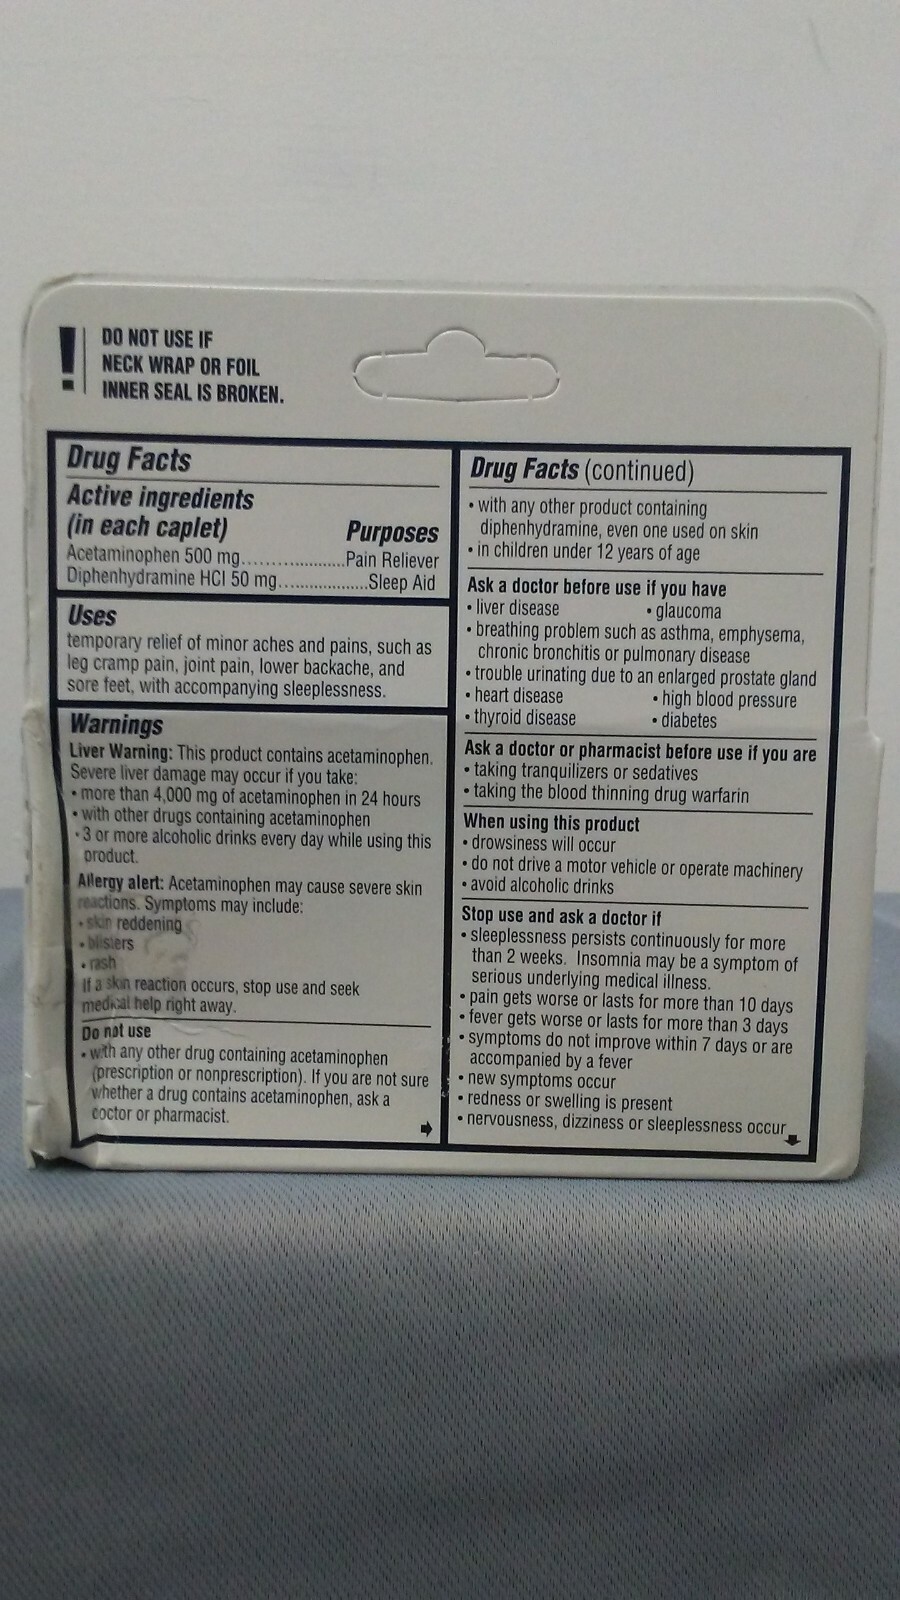 ! DO NOT USE IF
NECK WRAP OR FOIL
INNER SEAL IS BROKEN.
Drug Facts
Active ingredients
(in each caplet) Purposes
Acetaminophen 500 mg....................Pain Reliever
Diphenhydramine HCl 50 mg..................Sleep Aid
Uses
temporary relief of minor aches and pains, such as
leg cramp pain, joint pain, lower backache, and
sore feet, with accompanying sleeplessness.
Warnings
Liver Warning: This product contains acetaminophen.
Severe liver damage may occur if you take:
• more than 4,000 mg of acetaminophen in 24 hours
• with other drugs containing acetaminophen
• 3 or more alcoholic drinks every day while using this
product.
Allergy alert: Acetaminophen may cause severe skin
reactions. Symptoms may include:
• skin reddening
• blisters
• rash
If a skin reaction occurs, stop use and seek
medical help right away.
Do not use
• with any other drug containing acetaminophen
(prescription or nonprescription). If you are not sure
whether a drug contains acetaminophen, ask a
doctor or pharmacist.
Drug Facts (continued)
• with any other product containing
diphenhydramine, even one used on skin
• in children under 12 years of age
Ask a doctor before use if you have
• liver disease • glaucoma
• breathing problem such as asthma, emphysema,
chronic bronchitis or pulmonary disease
• trouble urinating due to an enlarged prostate gland
• heart disease • high blood pressure
• thyroid disease • diabetes
Ask a doctor or pharmacist before use if you are
• taking tranquilizers or sedatives
• taking the blood thinning drug warfarin
When using this product
• drowsiness will occur
• do not drive a motor vehicle or operate machinery
• avoid alcoholic drinks
Stop use and ask a doctor if
• sleeplessness persists continuously for more
than 2 weeks. Insomnia may be a symptom of
serious underlying medical illness.
• pain gets worse or lasts for more than 10 days
• fever gets worse or lasts for more than 3 days
• symptoms do not improve within 7 days or are
accompanied by a fever
• new symptoms occur
• redness or swelling is present
• nervousness, dizziness or sleeplessness occur